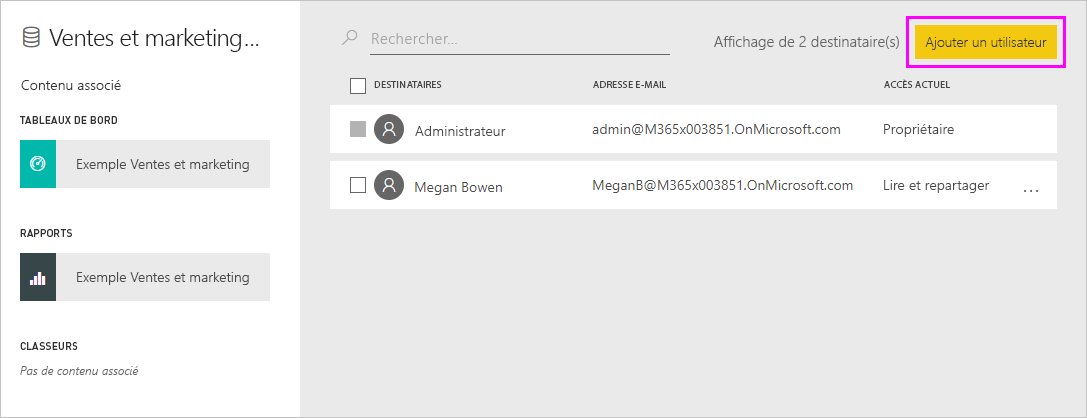 Ventes et marketing...
Contenu associé
TABLEAUX DE BORD
Exemple Ventes et marketing
RAPPORTS
Exemple Ventes et marketing
CLASSEURS
Pas de contenu associé
Rechercher...
Affichage de 2 destinataire(s)
Ajouter un utilisateur
DESTINATAIRES ADRESSE E-MAIL ACCÈS ACTUEL
Administrateur admin@M365x003851.OnMicrosoft.com Propriétaire
Megan Bowen MeganB@M365x003851.OnMicrosoft.com Lire et repartager ...